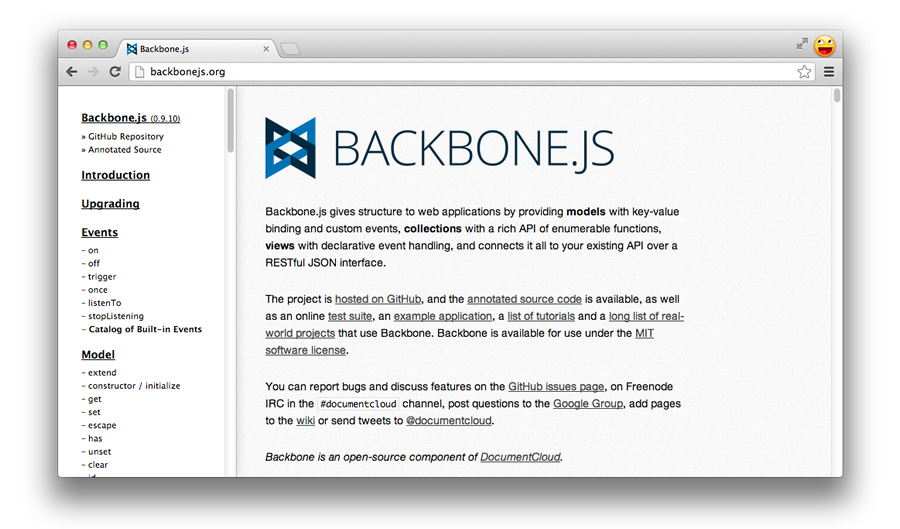 Backbone.js
backbonejs.org
Backbone.js (0.9.10)
» GitHub Repository
» Annotated Source
Introduction
Upgrading
Events
– on
– off
– trigger
– once
– listenTo
– stopListening
– Catalog of Built-in Events
Model
– extend
– constructor / initialize
– get
– set
– escape
– has
– unset
– clear
– id
BACKBONE.JS
Backbone.js gives structure to web applications by providing models with key-value
binding and custom events, collections with a rich API of enumerable functions,
views with declarative event handling, and connects it all to your existing API over a
RESTful JSON interface.
The project is hosted on GitHub, and the annotated source code is available, as well
as an online test suite, an example application, a list of tutorials and a long list of real-
world projects that use Backbone. Backbone is available for use under the MIT
software license.
You can report bugs and discuss features on the GitHub issues page, on Freenode
IRC in the #documentcloud channel, post questions to the Google Group, add pages
to the wiki or send tweets to @documentcloud.
Backbone is an open-source component of DocumentCloud.